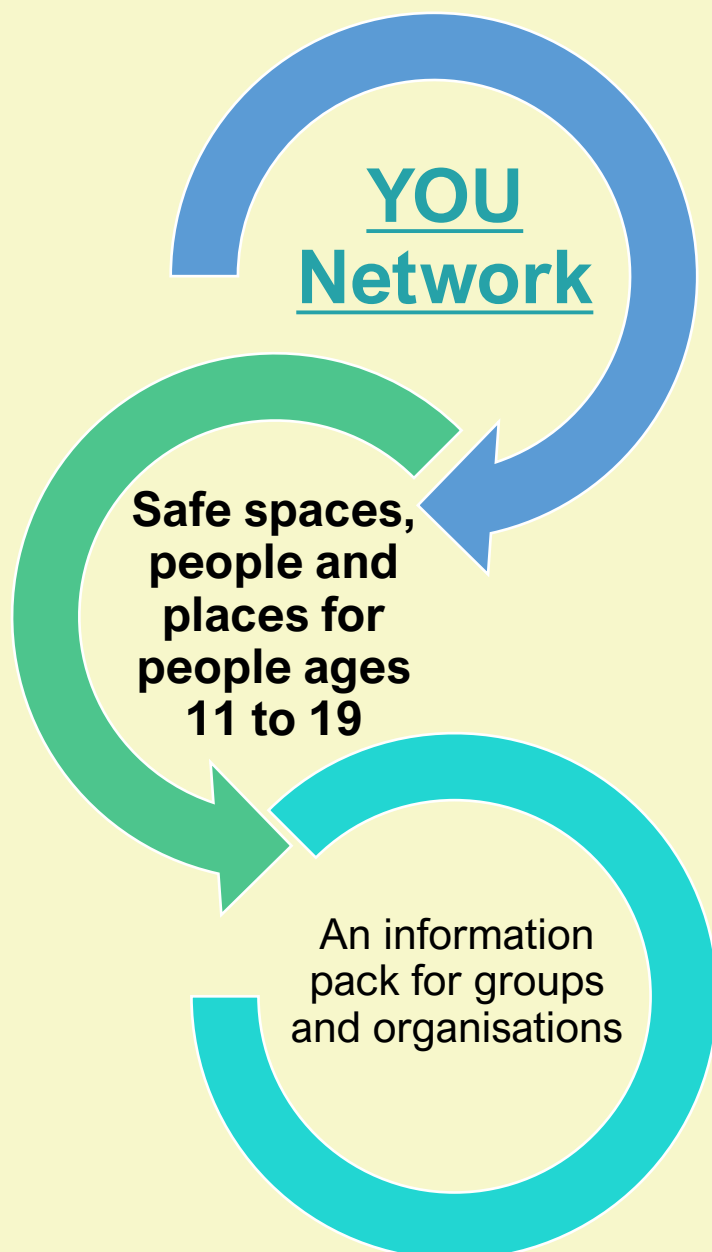 YOU
Network
Safe spaces,
people and
places for
people ages
11 to 19
An information
pack for groups
and organisations